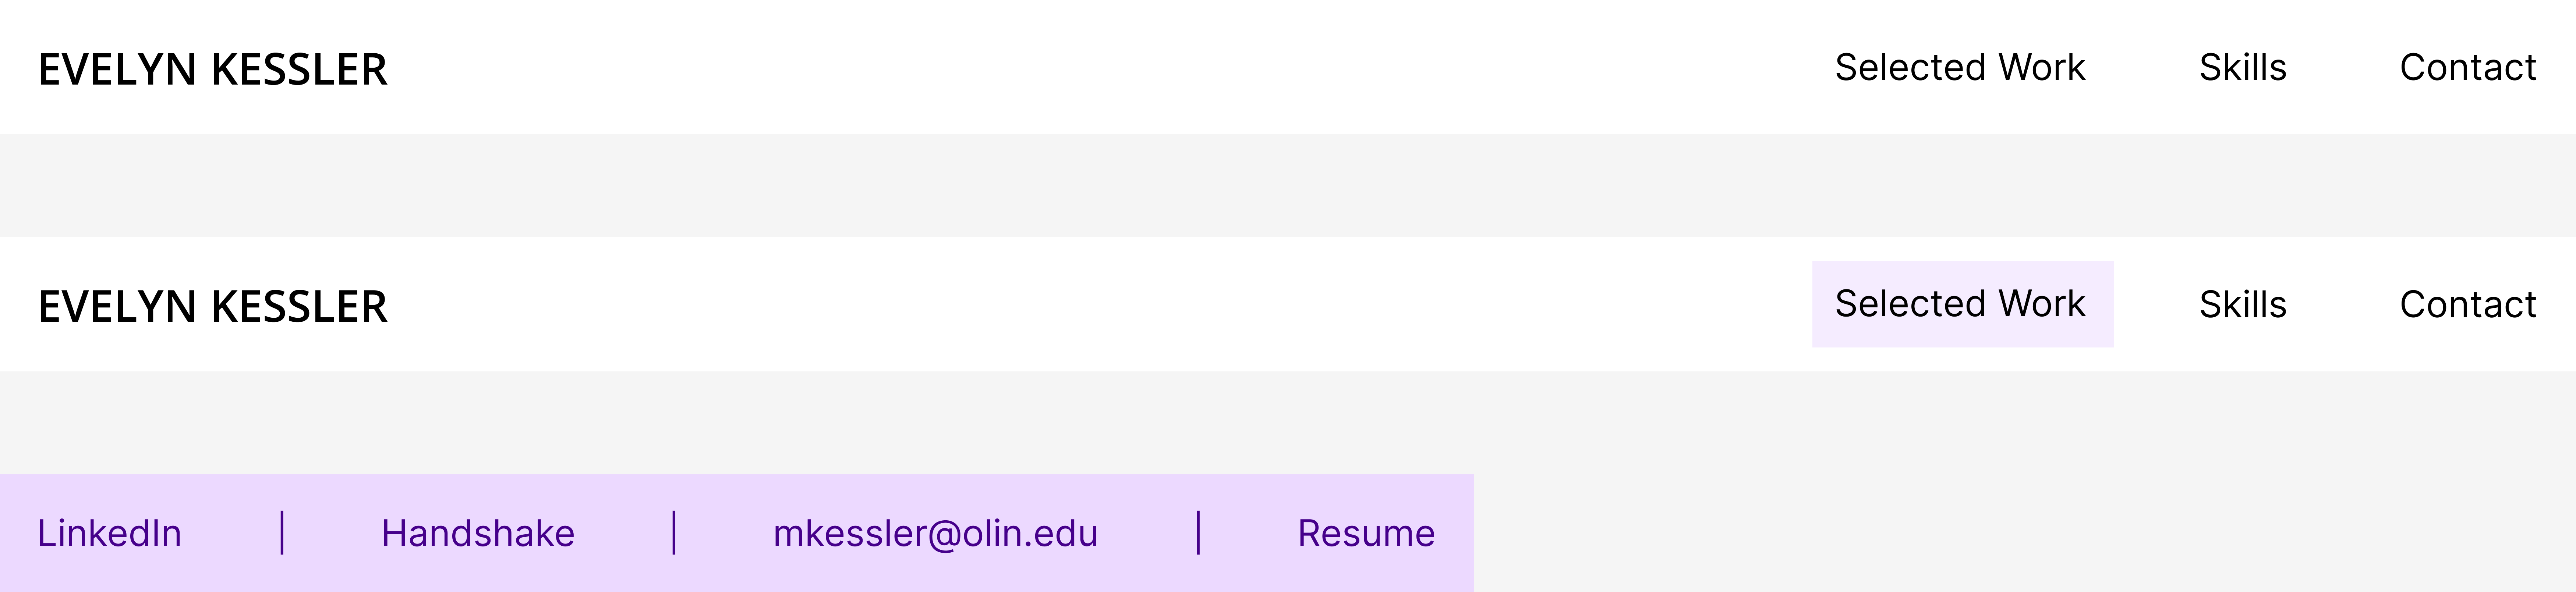 EVELYN KESSLER Selected Work Skills Contact
EVELYN KESSLER Selected Work Skills Contact
LinkedIn | Handshake | mkessler@olin.edu | Resume